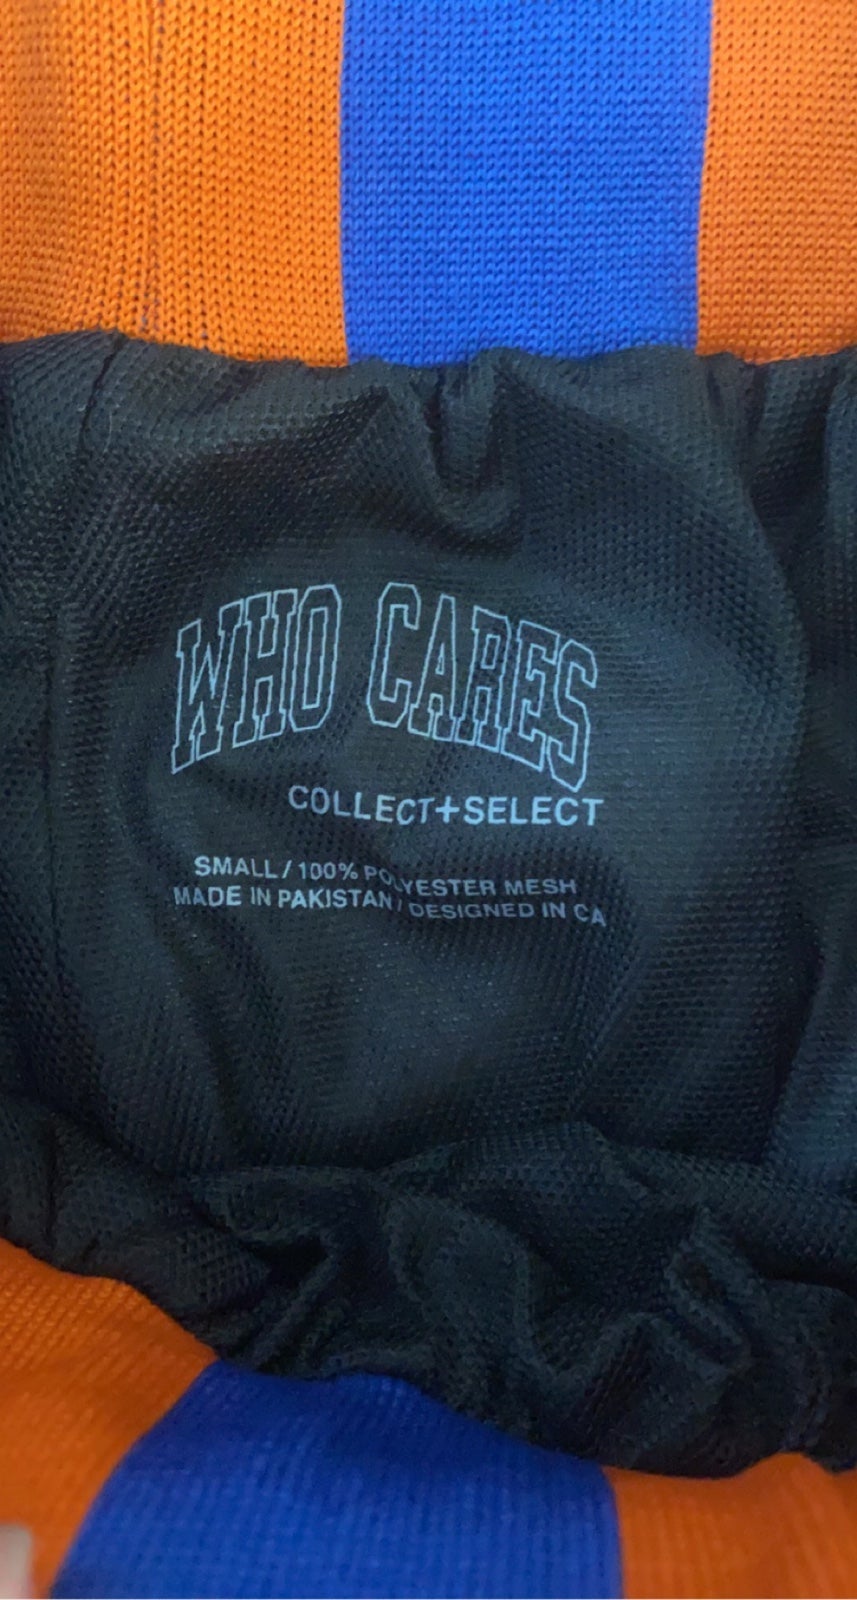 WHO CARES
COLLECT+SELECT
SMALL / 100% POLYESTER MESH
MADE IN PAKISTAN / DESIGNED IN CA